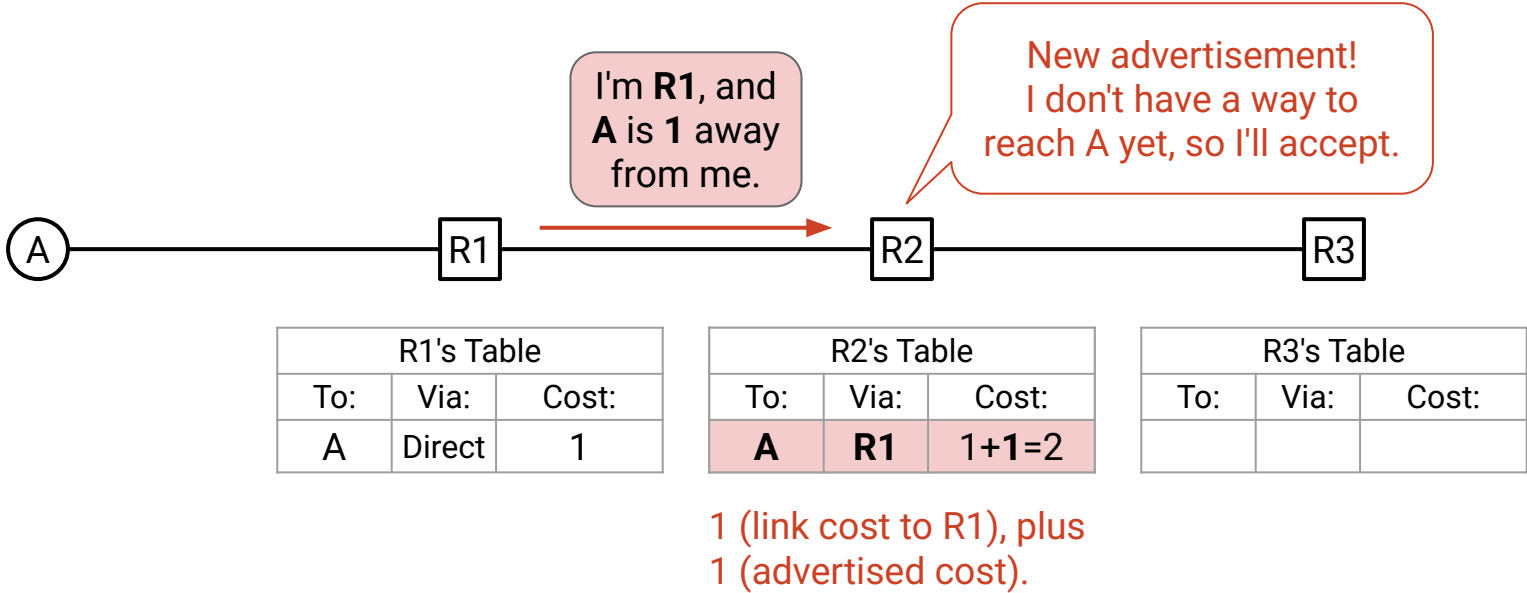 I'm R1, and
A is 1 away
from me.
New advertisement!
I don't have a way to
reach A yet, so I'll accept.
A
R1
R2
R3
R1's Table
To: Via: Cost:
A Direct 1
R2's Table
To: Via: Cost:
A R1 1+1=2
R3's Table
To: Via: Cost:
1 (link cost to R1), plus
1 (advertised cost).